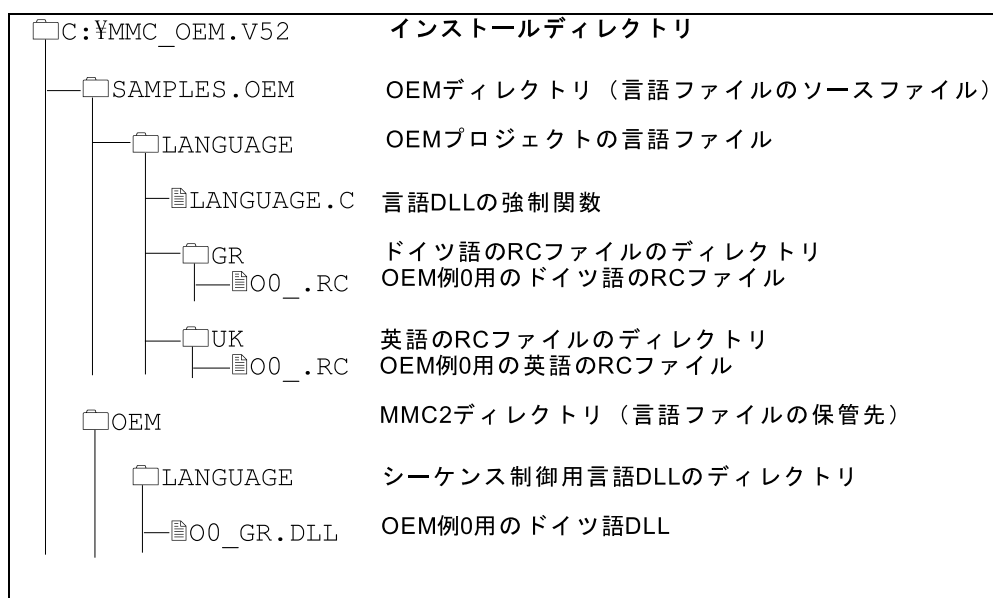 C:¥MMC_OEM.V52 インストールディレクトリ
SAMPLES.OEM OEMディレクトリ（言語ファイルのソースファイル）
LANGUAGE OEMプロジェクトの言語ファイル
LANGUAGE.C 言語DLLの強制関数
GR ドイツ語のRCファイルのディレクトリ
O0_.RC OEM例0用のドイツ語のRCファイル
UK 英語のRCファイルのディレクトリ
O0_.RC OEM例0用の英語のRCファイル
OEM MMC2ディレクトリ（言語ファイルの保管先）
LANGUAGE シーケンス制御用言語DLLのディレクトリ
O0_GR.DLL OEM例0用のドイツ語DLL